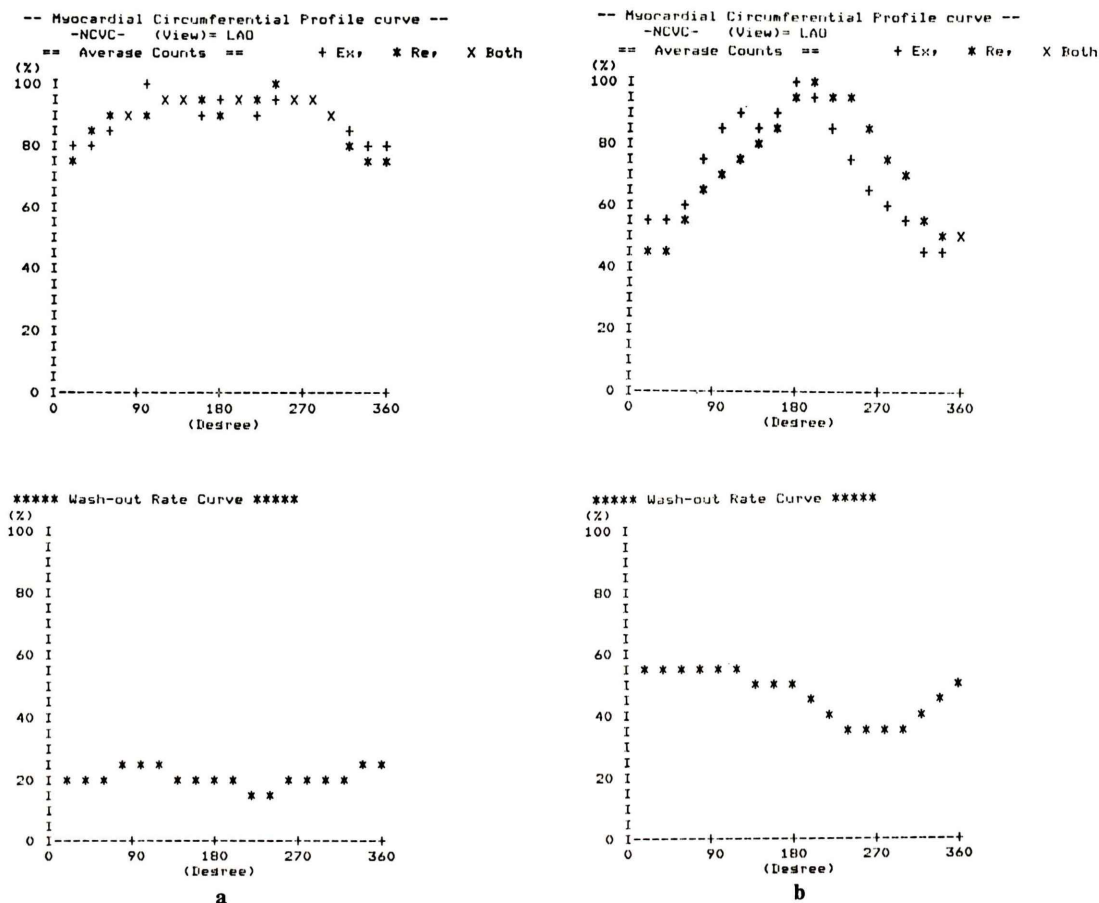 -- Myocardial Circumferential Profile curve --
-NCVC- (View)= LAO
== Average Counts == + Ex, * Re, X Both
(%)
100
80
60
40
20
0
0 90 180 270 360
(Degree)
***** Wash-out Rate Curve *****
(%)
100
80
60
40
20
0
0 90 180 270 360
(Degree)
a
-- Myocardial Circumferential Profile curve --
-NCVC- (View)= LAO
== Average Counts == + Ex, * Re, X Both
(%)
100
80
60
40
20
0
0 90 180 270 360
(Degree)
***** Wash-out Rate Curve *****
(%)
100
80
60
40
20
0
0 90 180 270 360
(Degree)
b